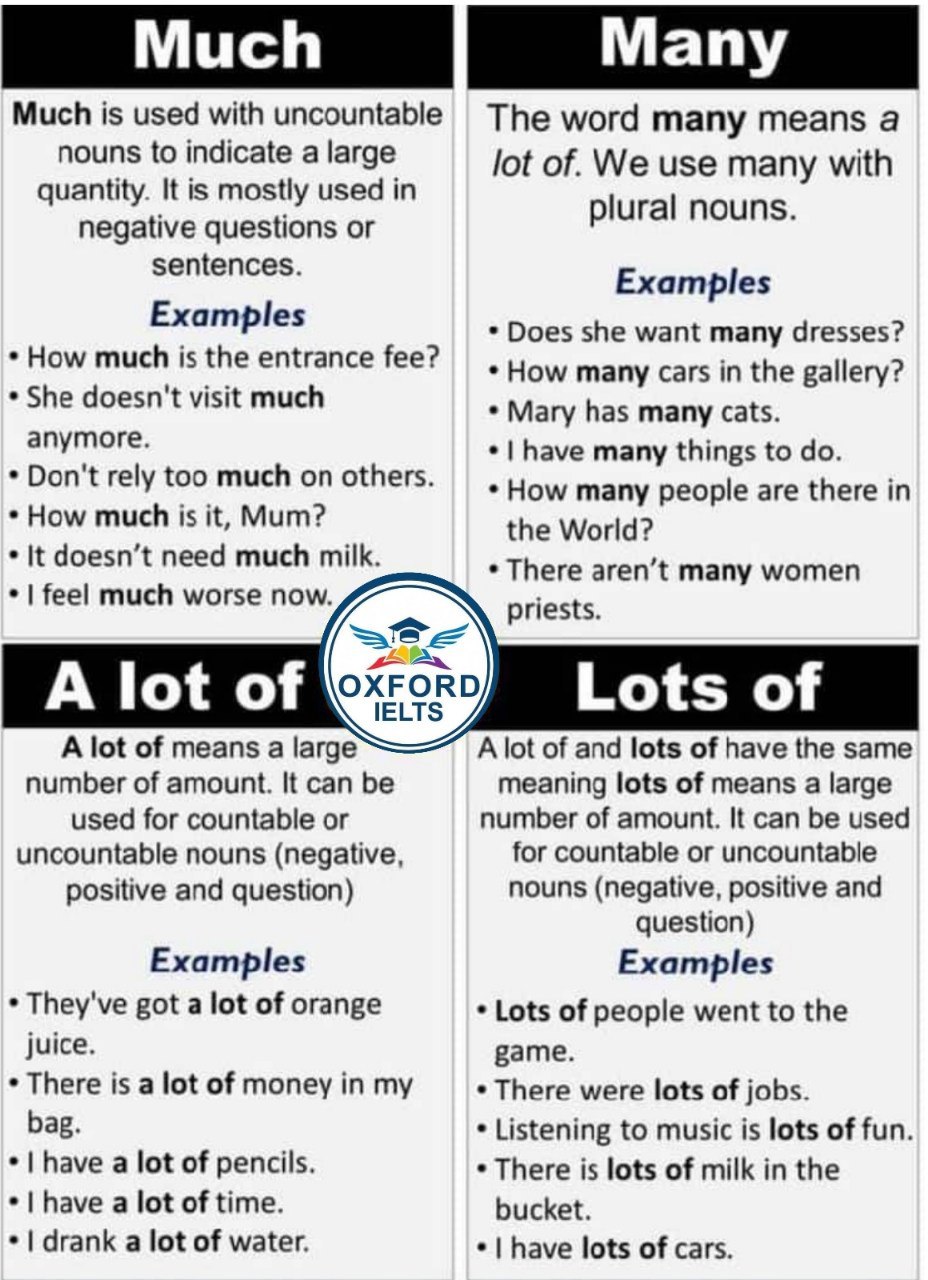 Much
Much is used with uncountable
nouns to indicate a large
quantity. It is mostly used in
negative questions or
sentences.
Examples
• How much is the entrance fee?
• She doesn't visit much
anymore.
• Don't rely too much on others.
• How much is it, Mum?
• It doesn’t need much milk.
• I feel much worse now.
Many
The word many means a
lot of. We use many with
plural nouns.
Examples
• Does she want many dresses?
• How many cars in the gallery?
• Mary has many cats.
• I have many things to do.
• How many people are there in
the World?
• There aren’t many women
priests.
OXFORD
IELTS
A lot of
A lot of means a large
number of amount. It can be
used for countable or
uncountable nouns (negative,
positive and question)
Examples
• They've got a lot of orange
juice.
• There is a lot of money in my
bag.
• I have a lot of pencils.
• I have a lot of time.
• I drank a lot of water.
Lots of
A lot of and lots of have the same
meaning lots of means a large
number of amount. It can be used
for countable or uncountable
nouns (negative, positive and
question)
Examples
• Lots of people went to the
game.
• There were lots of jobs.
• Listening to music is lots of fun.
• There is lots of milk in the
bucket.
• I have lots of cars.